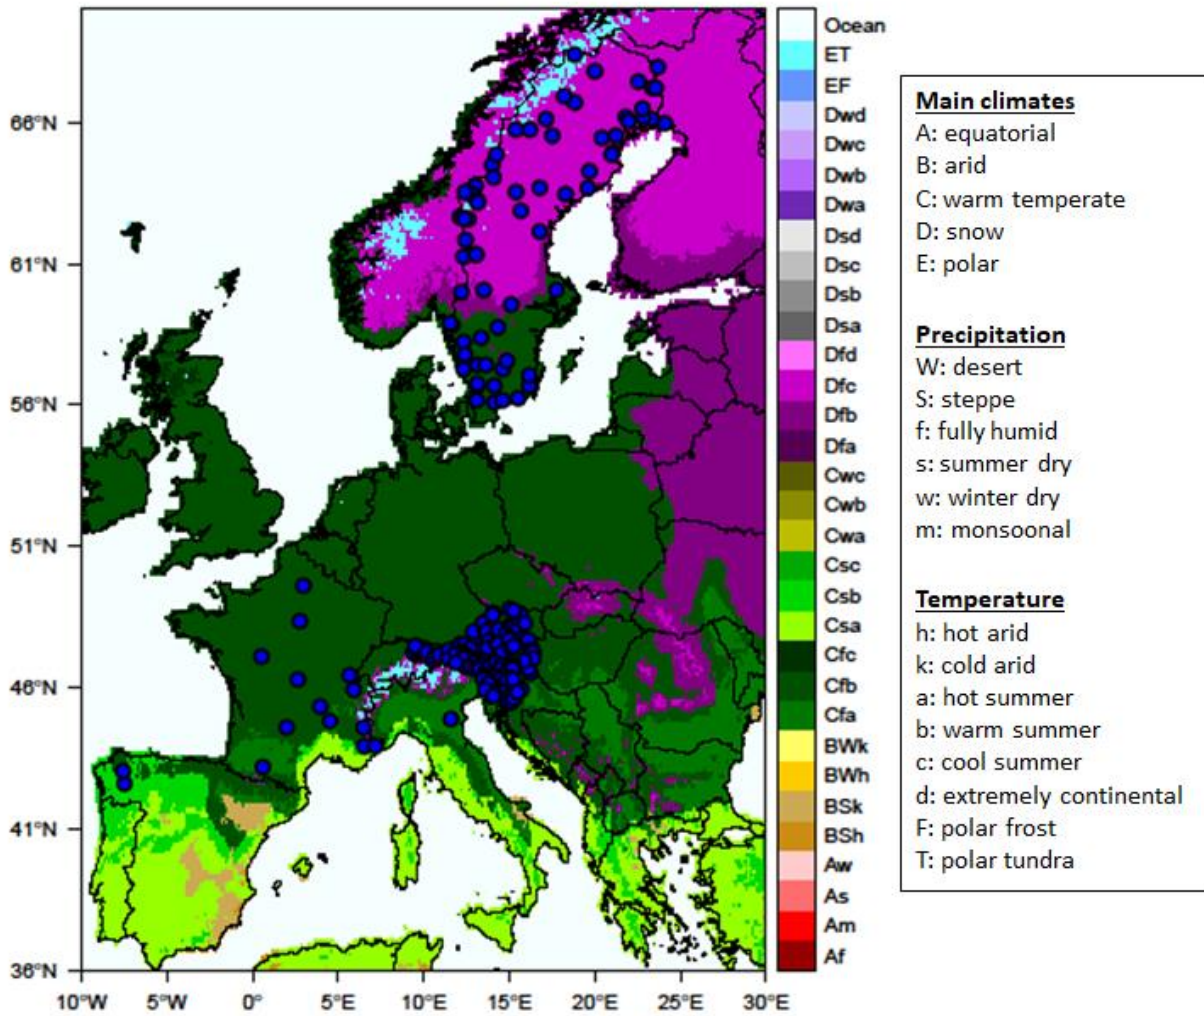 66°N
61°N
56°N
51°N
46°N
41°N
36°N
10°W 5°W 0° 5°E 10°E 15°E 20°E 25°E 30°E
Ocean
ET
EF
Dwd
Dwc
Dwb
Dwa
Dsd
Dsc
Dsb
Dsa
Dfd
Dfc
Dfb
Dfa
Cwc
Cwb
Cwa
Csc
Csb
Csa
Cfc
Cfb
Cfa
BWk
BWh
BSk
BSh
Aw
As
Am
Af
Main climates
A: equatorial
B: arid
C: warm temperate
D: snow
E: polar
Precipitation
W: desert
S: steppe
f: fully humid
s: summer dry
w: winter dry
m: monsoonal
Temperature
h: hot arid
k: cold arid
a: hot summer
b: warm summer
c: cool summer
d: extremely continental
F: polar frost
T: polar tundra